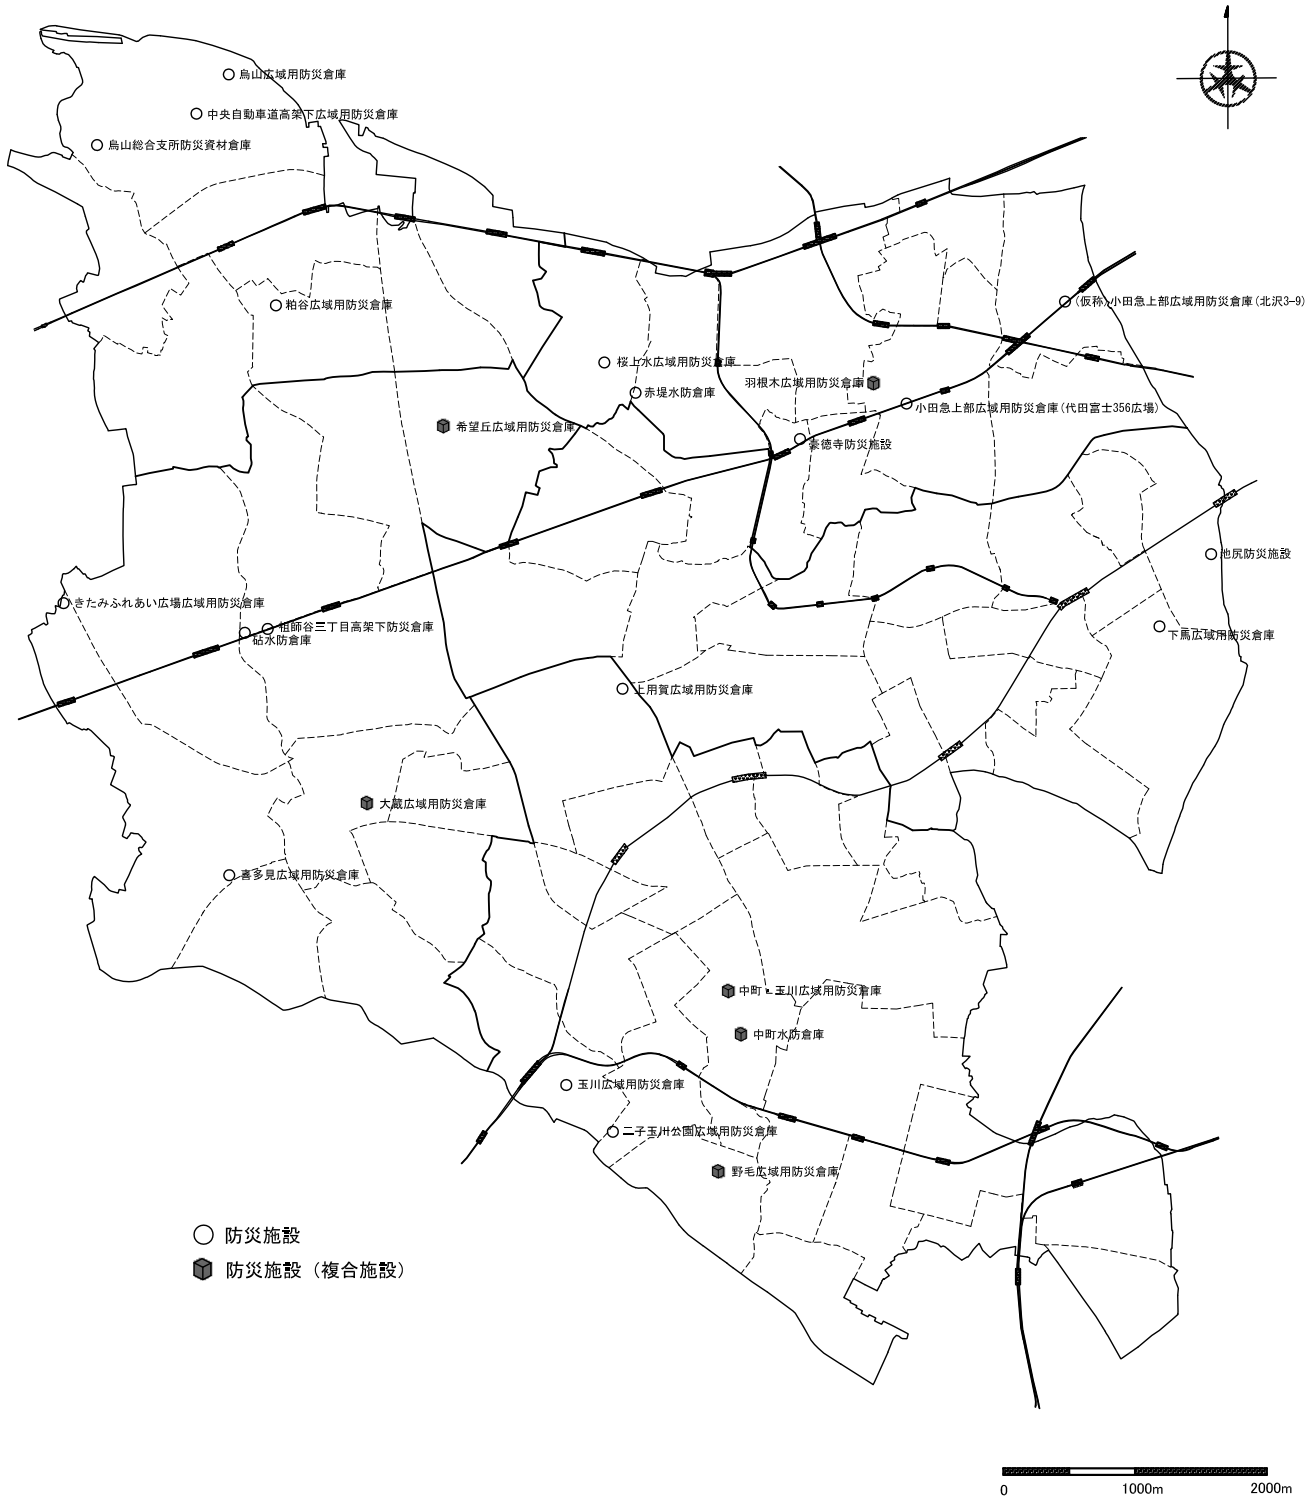 烏山広域用防災倉庫
中央自動車道高架下広域用防災倉庫
烏山総合支所防災資材倉庫
粕谷広域用防災倉庫
(仮称)小田急上部広域用防災倉庫(北沢3-9)
桜上水広域用防災倉庫
羽根木広域用防災倉庫
赤堤水防倉庫
小田急上部広域用防災倉庫(代田富士356広場)
希望丘広域用防災倉庫
豪徳寺防災施設
池尻防災施設
きたみふれあい広場広域用防災倉庫
祖師谷三丁目高架下防災倉庫
砧水防倉庫
下馬広域用防災倉庫
上用賀広域用防災倉庫
大蔵広域用防災倉庫
喜多見広域用防災倉庫
中町・玉川広域用防災倉庫
中町水防倉庫
玉川広域用防災倉庫
二子玉川公園広域用防災倉庫
野毛広域用防災倉庫
防災施設
防災施設（複合施設）
0 1000m 2000m